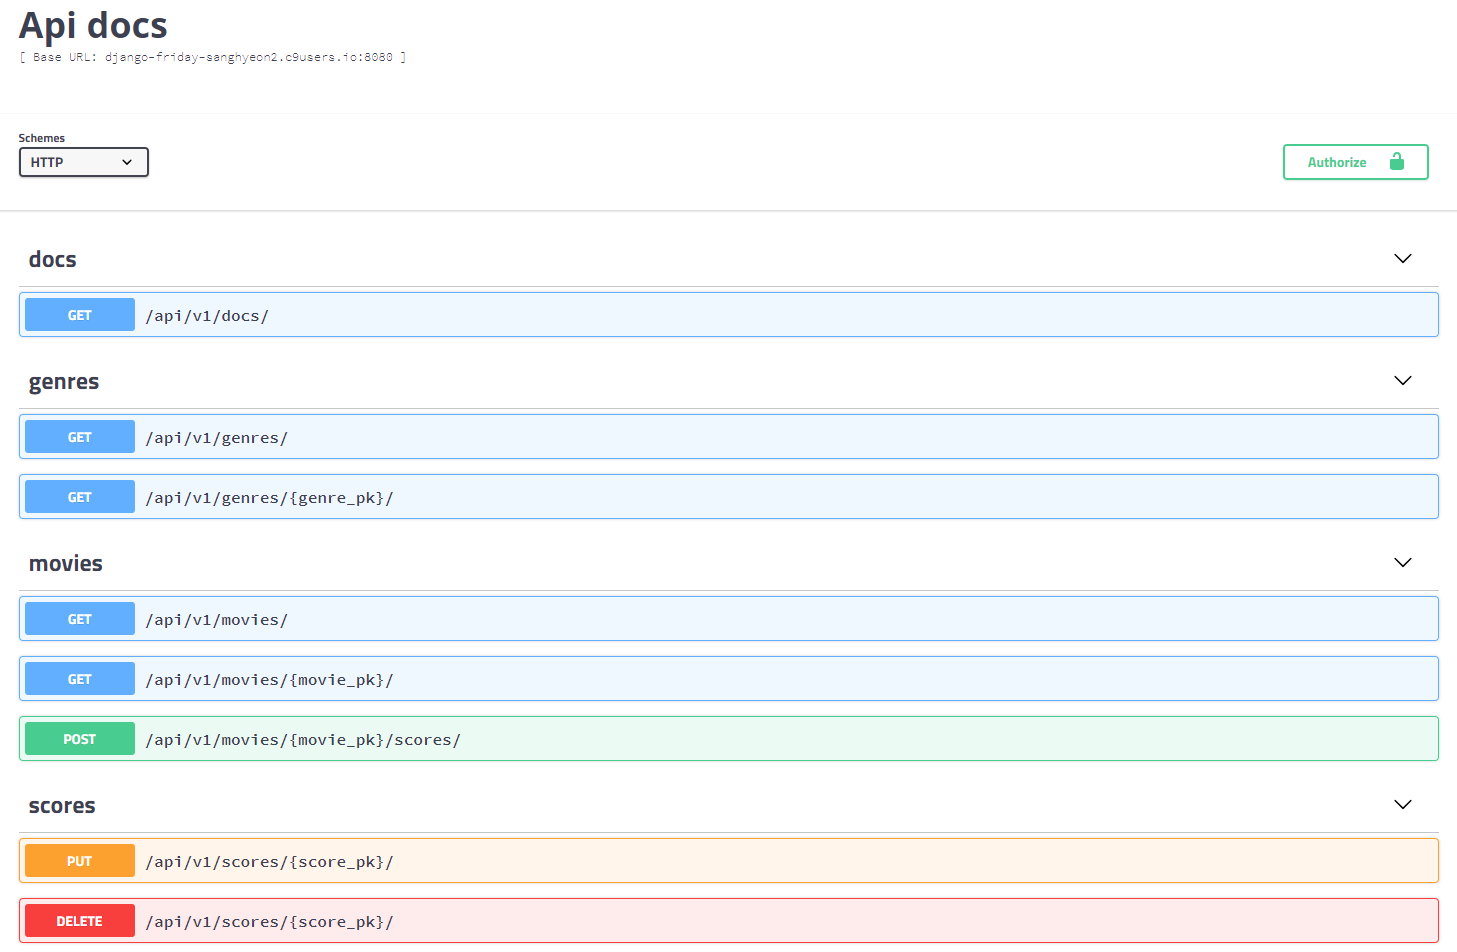 Api docs
[ Base URL: django-friday-sanghyeon2.c9users.io:8080 ]
Schemes
HTTP
Authorize
docs
GET /api/v1/docs/
genres
GET /api/v1/genres/
GET /api/v1/genres/{genre_pk}/
movies
GET /api/v1/movies/
GET /api/v1/movies/{movie_pk}/
POST /api/v1/movies/{movie_pk}/scores/
scores
PUT /api/v1/scores/{score_pk}/
DELETE /api/v1/scores/{score_pk}/